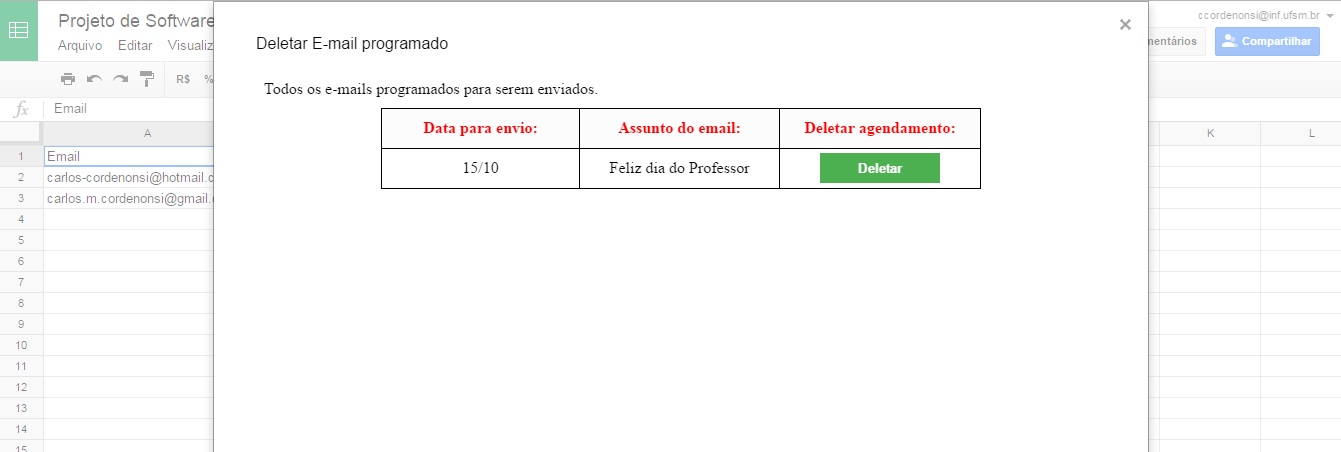 Projeto de Software
ccordenonsi@inf.ufsm.br
Arquivo Editar Visualiz
Compartilhar
R$ %
fx Email
A K L
1 Email
2 carlos-cordenonsi@hotmail.c
3 carlos.m.cordenonsi@gmail.
4
5
6
7
8
9
10
11
12
13
14
15
Deletar E-mail programado ×
Todos os e-mails programados para serem enviados.
Data para envio: Assunto do email: Deletar agendamento:
15/10 Feliz dia do Professor Deletar